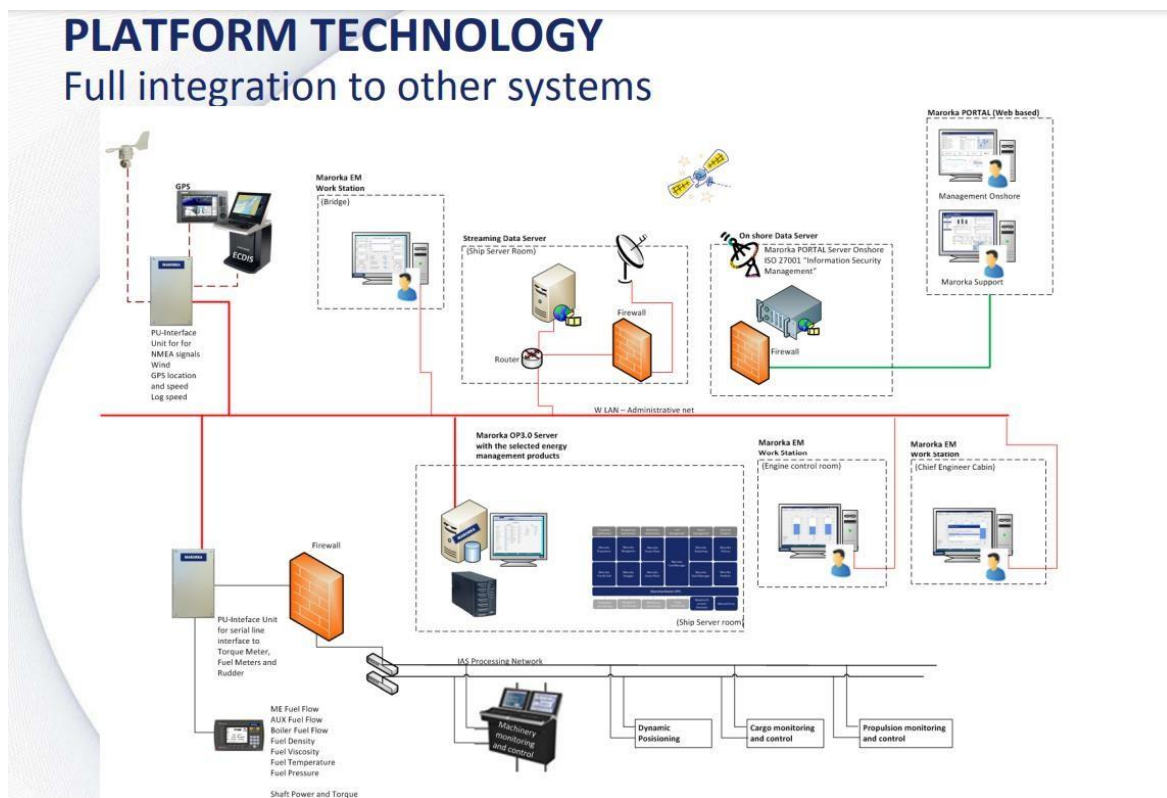 PLATFORM TECHNOLOGY
Full integration to other systems
Marorka PORTAL (Web based)
Management Onshore
Marorka Support
GPS
ECDIS
MARORKA
PU-Interface
Unit for for
NMEA signals
Wind
GPS location
and speed
Log speed
Marorka EM
Work Station
(Bridge)
Streaming Data Server
(Ship Server Room)
Router
Firewall
On shore Data Server
Marorka PORTAL Server Onshore
ISO 27001 "Information Security
Management"
Firewall
W LAN – Administrative net
Marorka OP3.0 Server
with the selected energy
management products
MARORKA
(Ship Server room)
Marorka EM
Work Station
(Engine control room)
Marorka EM
Work Station
(Chief Engineer Cabin)
MARORKA
Firewall
PU-Inteface Unit
for serial line
interface to
Torque Meter,
Fuel Meters and
Rudder
IAS Processing Network
Machinery
monitoring
and control
Dynamic
Posisioning
Cargo monitoring
and control
Propulsion monitoring
and control
ME Fuel Flow
AUX Fuel Flow
Boiler Fuel Flow
Fuel Density
Fuel Viscosity
Fuel Temperature
Fuel Pressure
Shaft Power and Torque